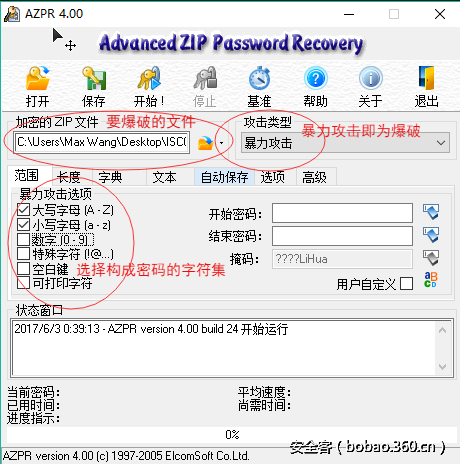 AZPR 4.00
Advanced ZIP Password Recovery
打开 保存 开始! 停止 基准 帮助 关于 退出
加密的 ZIP 文件 要爆破的文件 攻击类型 暴力攻击即为爆破
C:\Users\Max Wang\Desktop\ISC( 暴力攻击
范围 长度 字典 文本 自动保存 选项 高级
暴力攻击选项
大写字母 (A - Z) 开始密码:
小写字母 (a - z)
数字 (0 - 9) 结束密码:
特殊字符 (!@...) 掩码: ????LiHua
空白键 选择构成密码的字符集
可打印字符 用户自定义
状态窗口
2017/6/3 0:39:13 - AZPR version 4.00 build 24 开始运行
当前密码: 平均速度:
已用时间: 尚需时间:
进度指示:
0%
安全客 ( bobao.360.cn )
AZPR version 4.00 (c) 1997-2005 ElcomSoft Co.Ltd.